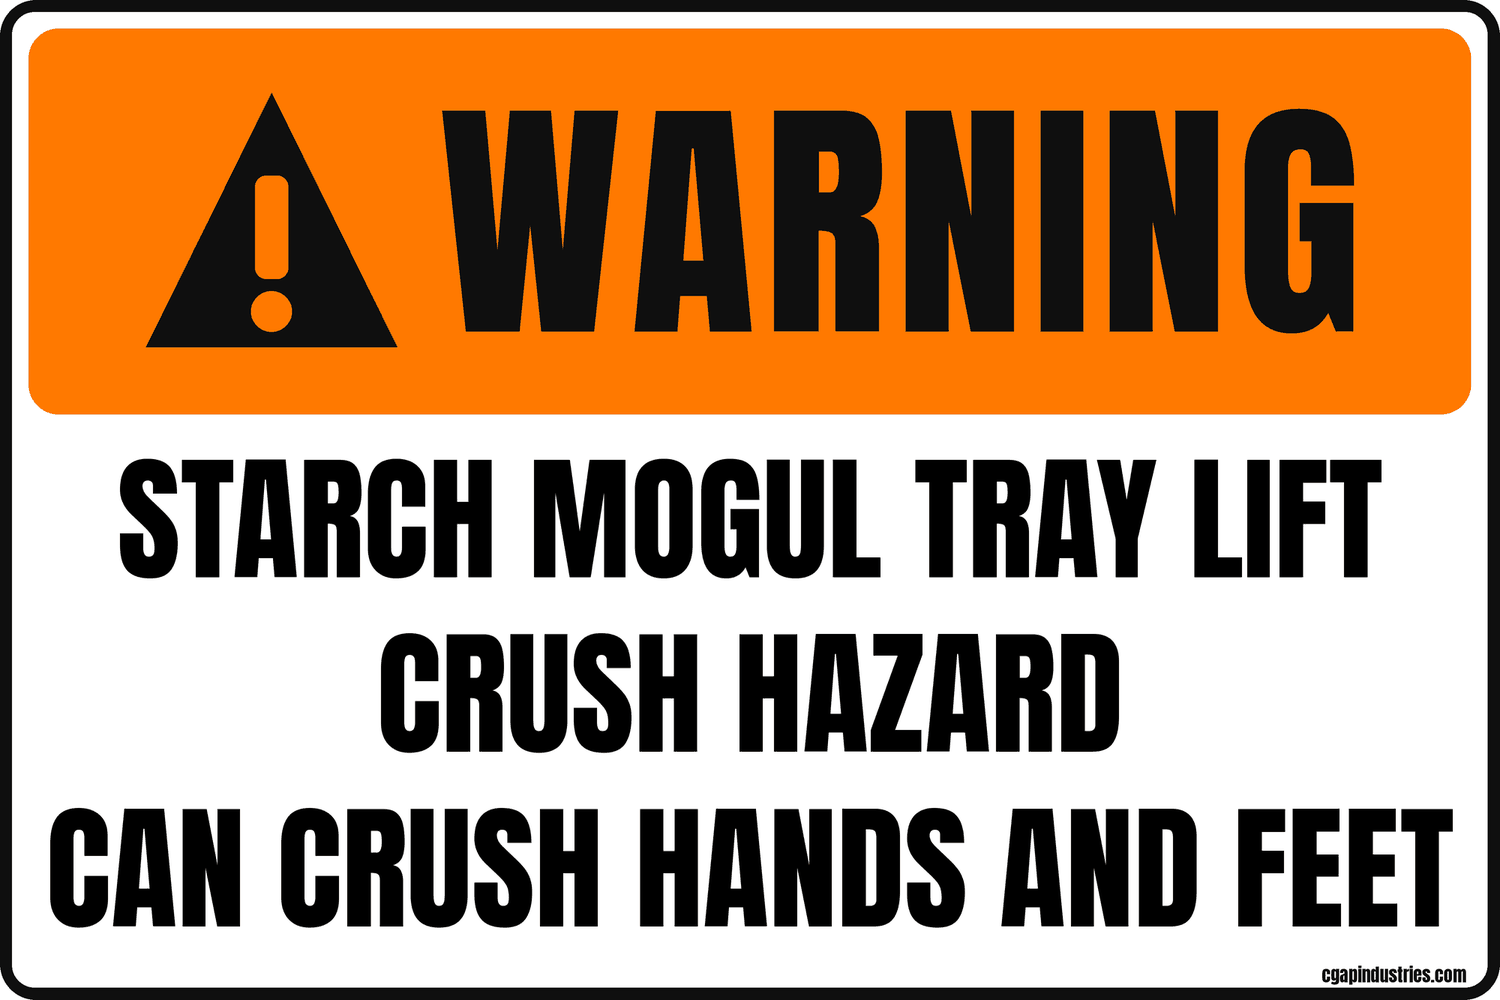 WARNING
STARCH MOGUL TRAY LIFT
CRUSH HAZARD
CAN CRUSH HANDS AND FEET
cgapindustries.com